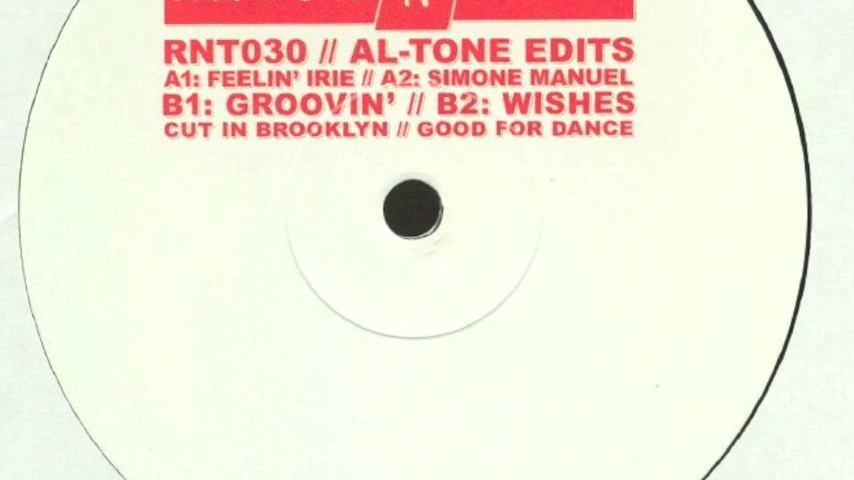 RNT030 // AL-TONE EDITS
A1: FEELIN' IRIE // A2: SIMONE MANUEL
B1: GROOVIN' // B2: WISHES
CUT IN BROOKLYN // GOOD FOR DANCE